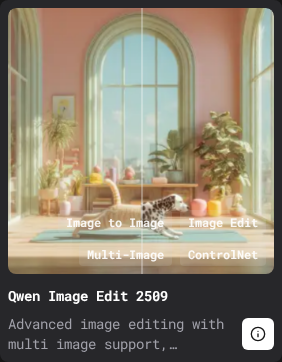 Image to Image
Image Edit
Multi-Image
ControlNet
Qwen Image Edit 2509
Advanced image editing with
multi image support,…